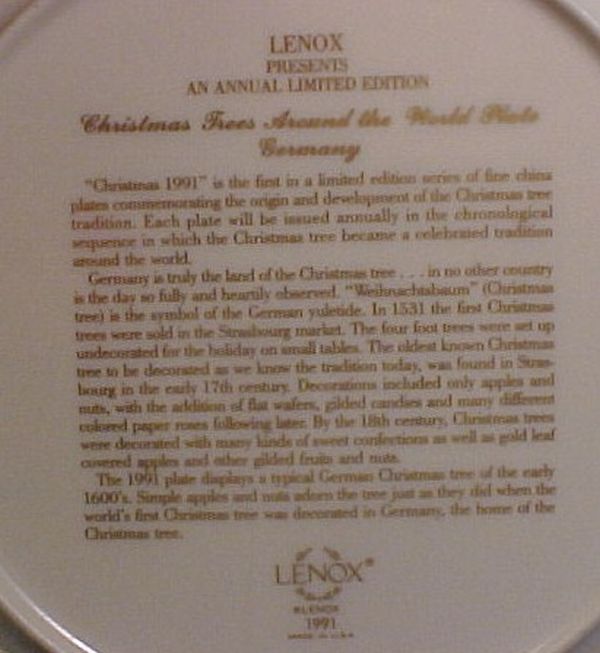 LENOX
PRESENTS
AN ANNUAL LIMITED EDITION
Christmas Trees Around the World Plate
Germany
"Christmas 1991" is the first in a limited edition series of fine china
plates commemorating the origin and development of the Christmas tree
tradition. Each plate will be issued annually in the chronological
sequence in which the Christmas tree became a celebrated tradition
around the world.
Germany is truly the land of the Christmas tree . . . in no other country
is the day so fully and heartily observed. "Weihnachtsbaum" (Christmas
tree) is the symbol of the German yuletide. In 1531 the first Christmas
trees were sold in the Strasbourg market. The four foot trees were set up
undecorated for the holiday on small tables. The oldest known Christmas
tree to be decorated as we know the tradition today, was found in Stras-
bourg in the early 17th century. Decorations included only apples and
nuts, with the addition of flat wafers, gilded candies and many different
colored paper roses following later. By the 18th century, Christmas trees
were decorated with many kinds of sweet confections as well as gold leaf
covered apples and other gilded fruits and nuts.
The 1991 plate displays a typical German Christmas tree of the early
1600's. Simple apples and nuts adorn the tree just as they did when the
world's first Christmas tree was decorated in Germany, the home of the
Christmas tree.
LENOX®
©LENOX
1991
MADE IN U.S.A.